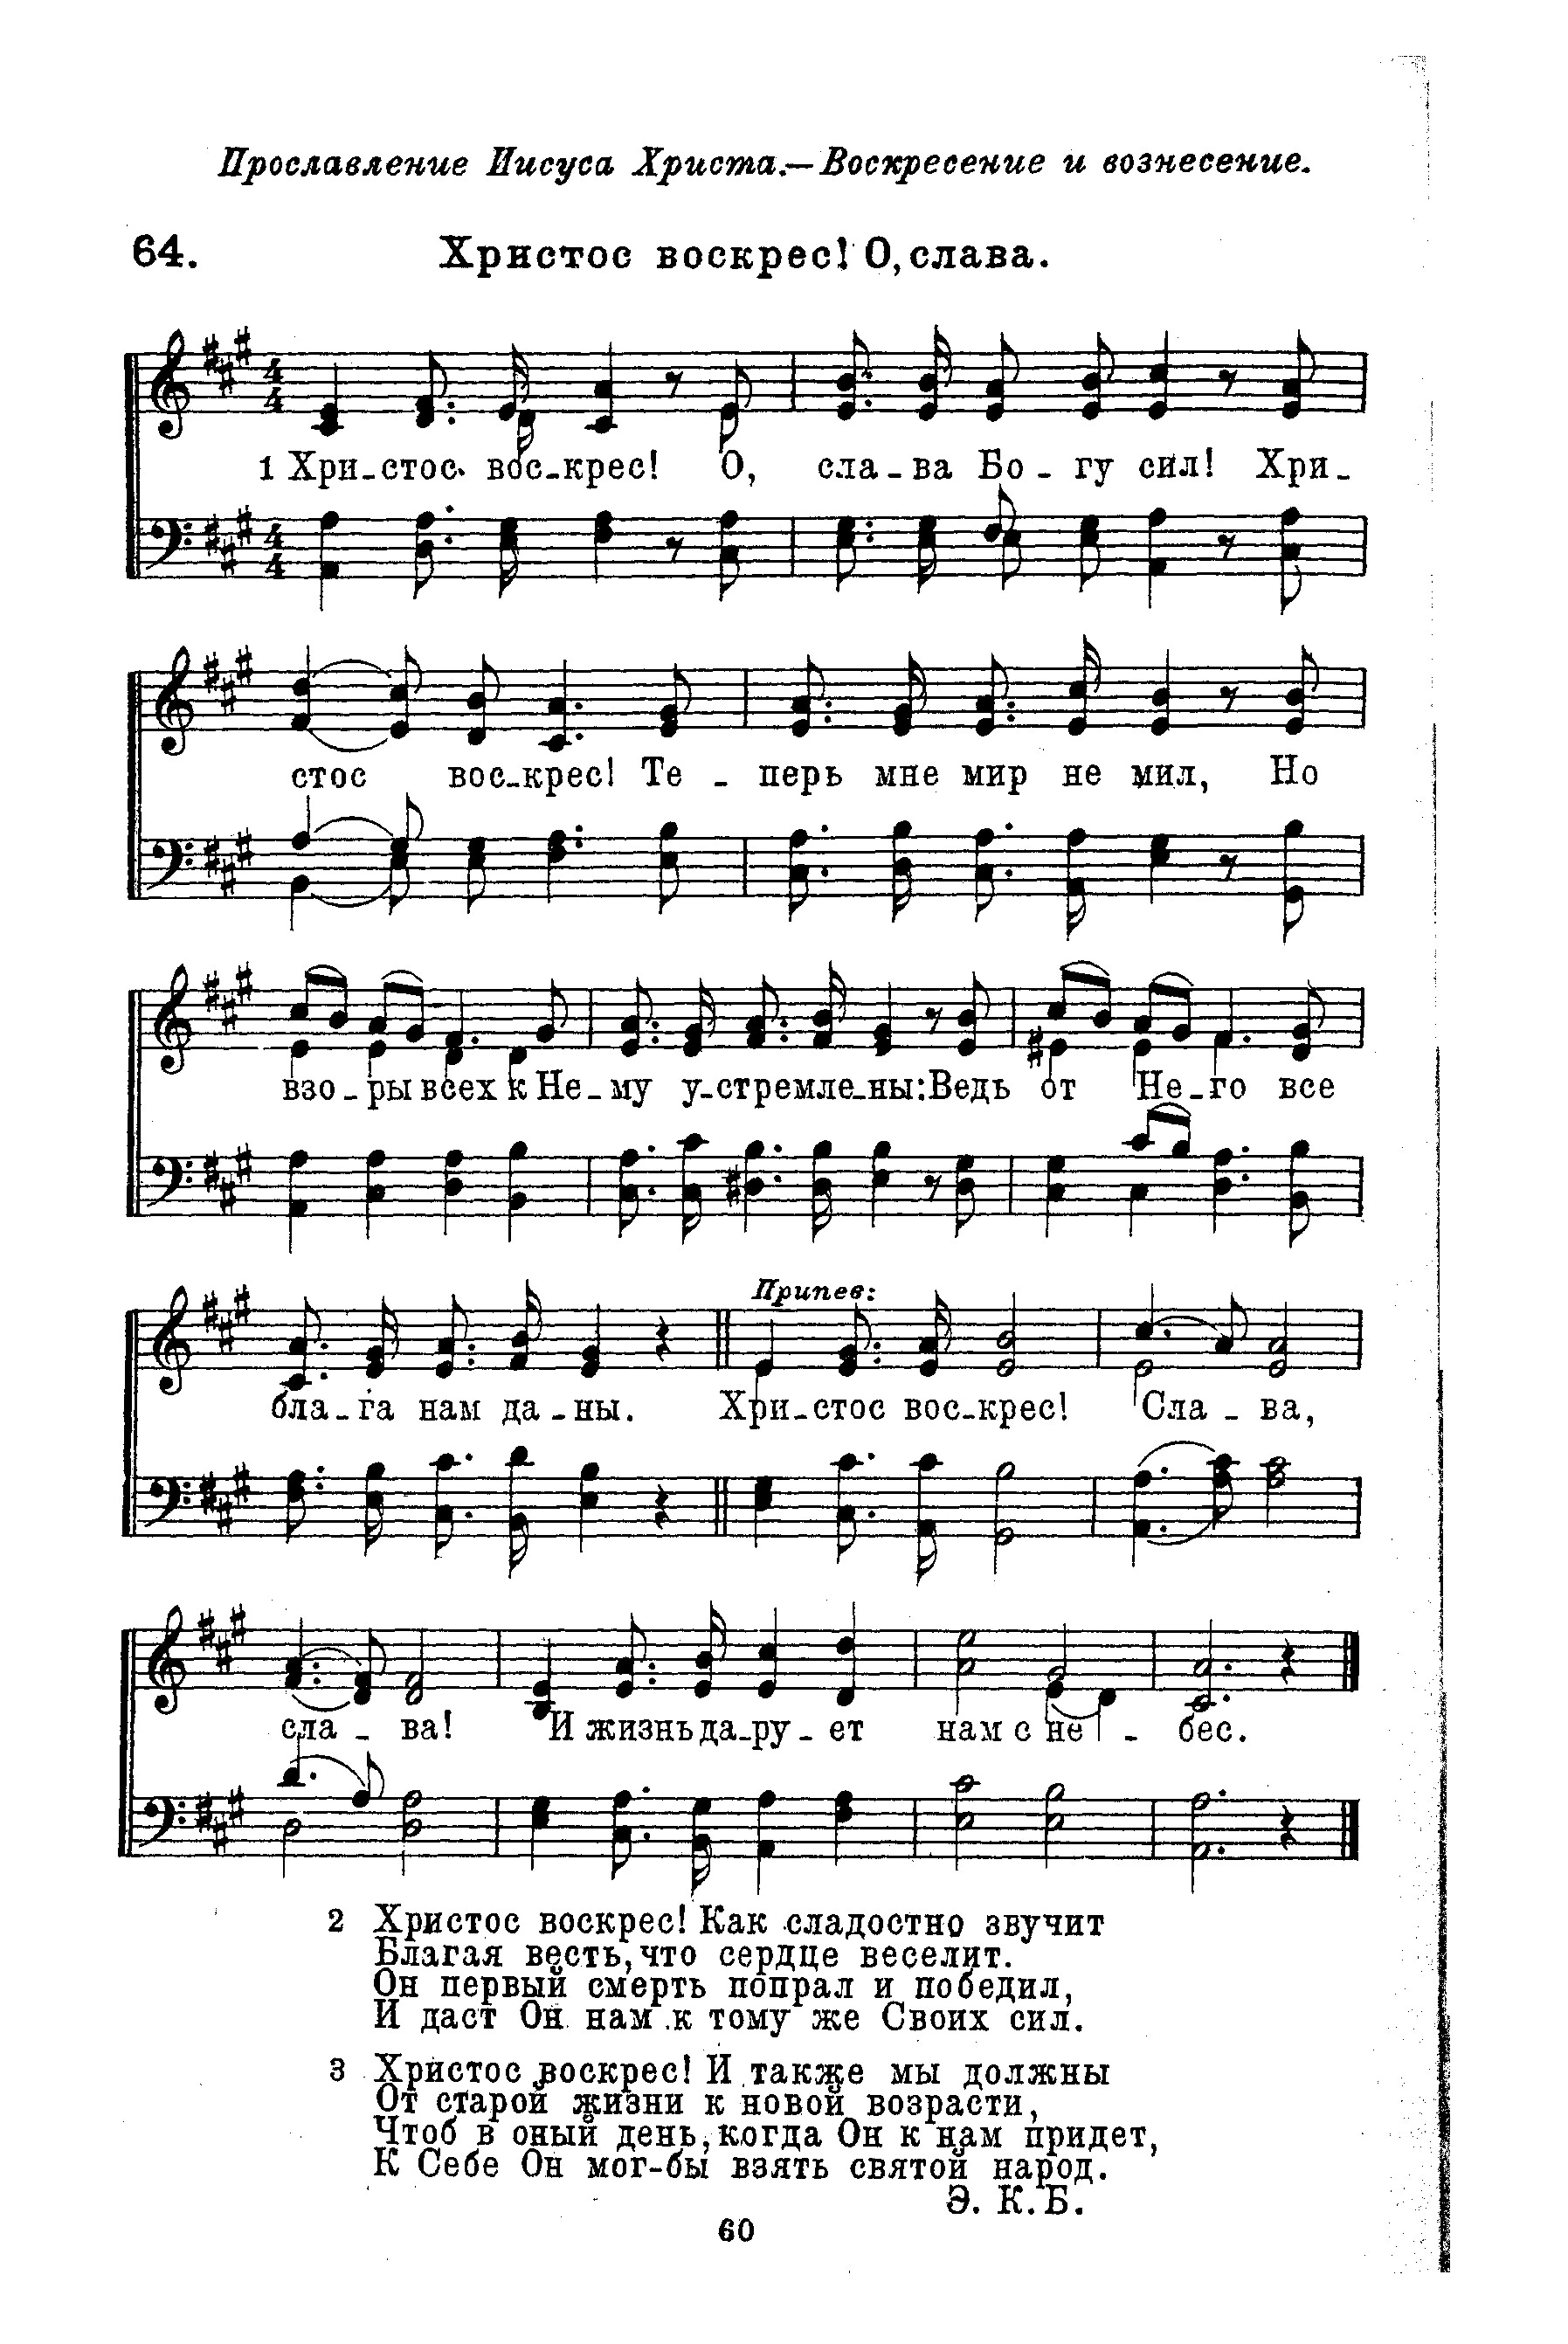 Прославление Иисуса Христа.—Воскресение и вознесение.
64. Христос воскрес! О, слава.
1 Хри-стос вос-крес! О, сла-ва Бо-гу сил! Хри-
стос вос-крес! Те-перь мне мир не мил, Но
взо-ры всех к Не-му у-стремле-ны: Ведь от Не-го все
Припев:
бла-га нам да-ны. Хри-стос вос-крес! Сла-ва,
сла-ва! И жизнь да-ру-ет нам с не-бес.
2 Христос воскрес! Как сладостно звучит
Благая весть, что сердце веселит.
Он первый смерть попрал и победил,
И даст Он нам к тому же Своих сил.
3 Христос воскрес! И также мы должны
От старой жизни к новой возрасти,
Чтоб в оный день, когда Он к нам придет,
К Себе Он мог-бы взять святой народ.
Э. К. Б.
60